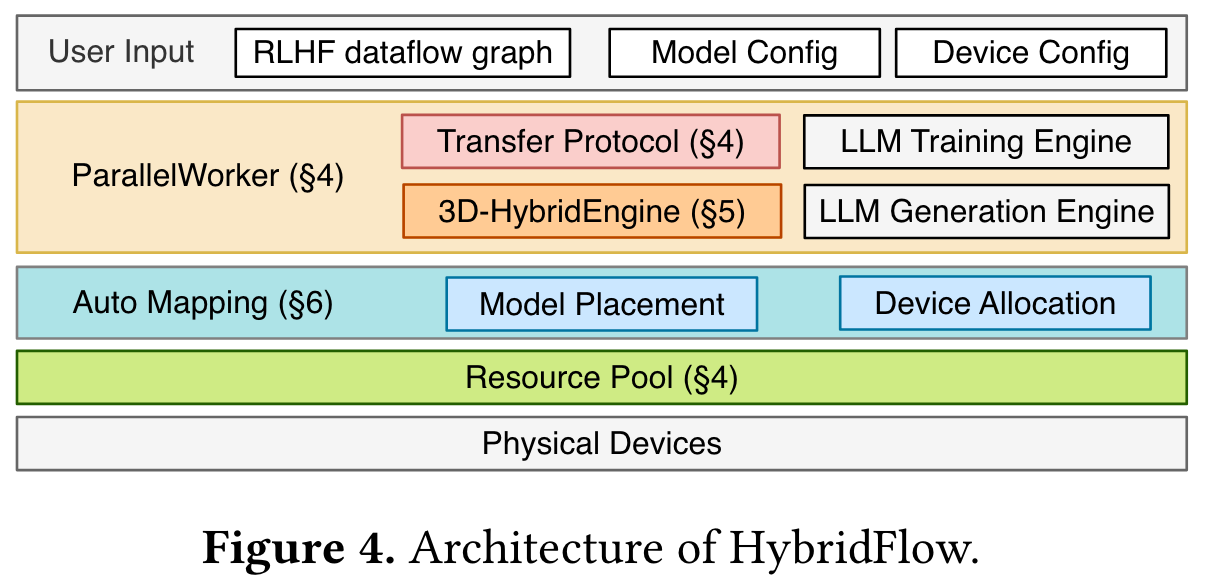 User Input
RLHF dataflow graph
Model Config
Device Config
ParallelWorker (§4)
Transfer Protocol (§4)
LLM Training Engine
3D-HybridEngine (§5)
LLM Generation Engine
Auto Mapping (§6)
Model Placement
Device Allocation
Resource Pool (§4)
Physical Devices
Figure 4. Architecture of HybridFlow.